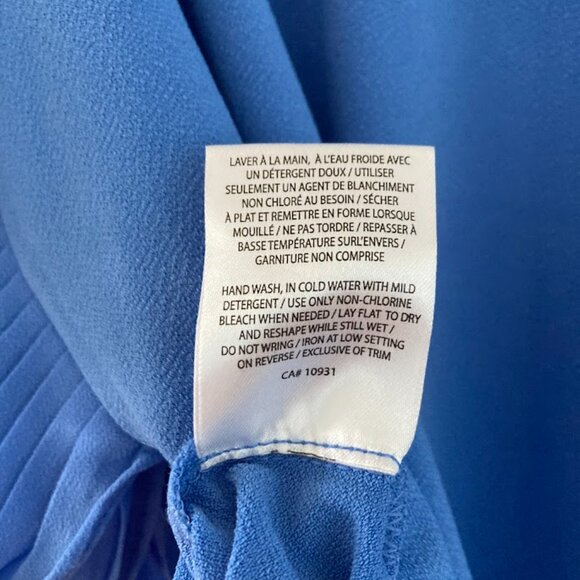 LAVER À LA MAIN, À L'EAU FROIDE AVEC
UN DÉTERGENT DOUX / UTILISER
SEULEMENT UN AGENT DE BLANCHIMENT
NON CHLORÉ AU BESOIN / SÉCHER
À PLAT ET REMETTRE EN FORME LORSQUE
MOUILLÉ / NE PAS TORDRE / REPASSER À
BASSE TEMPÉRATURE SURL'ENVERS /
GARNITURE NON COMPRISE
HAND WASH, IN COLD WATER WITH MILD
DETERGENT / USE ONLY NON-CHLORINE
BLEACH WHEN NEEDED / LAY FLAT TO DRY
AND RESHAPE WHILE STILL WET /
DO NOT WRING / IRON AT LOW SETTING
ON REVERSE / EXCLUSIVE OF TRIM
CA# 10931